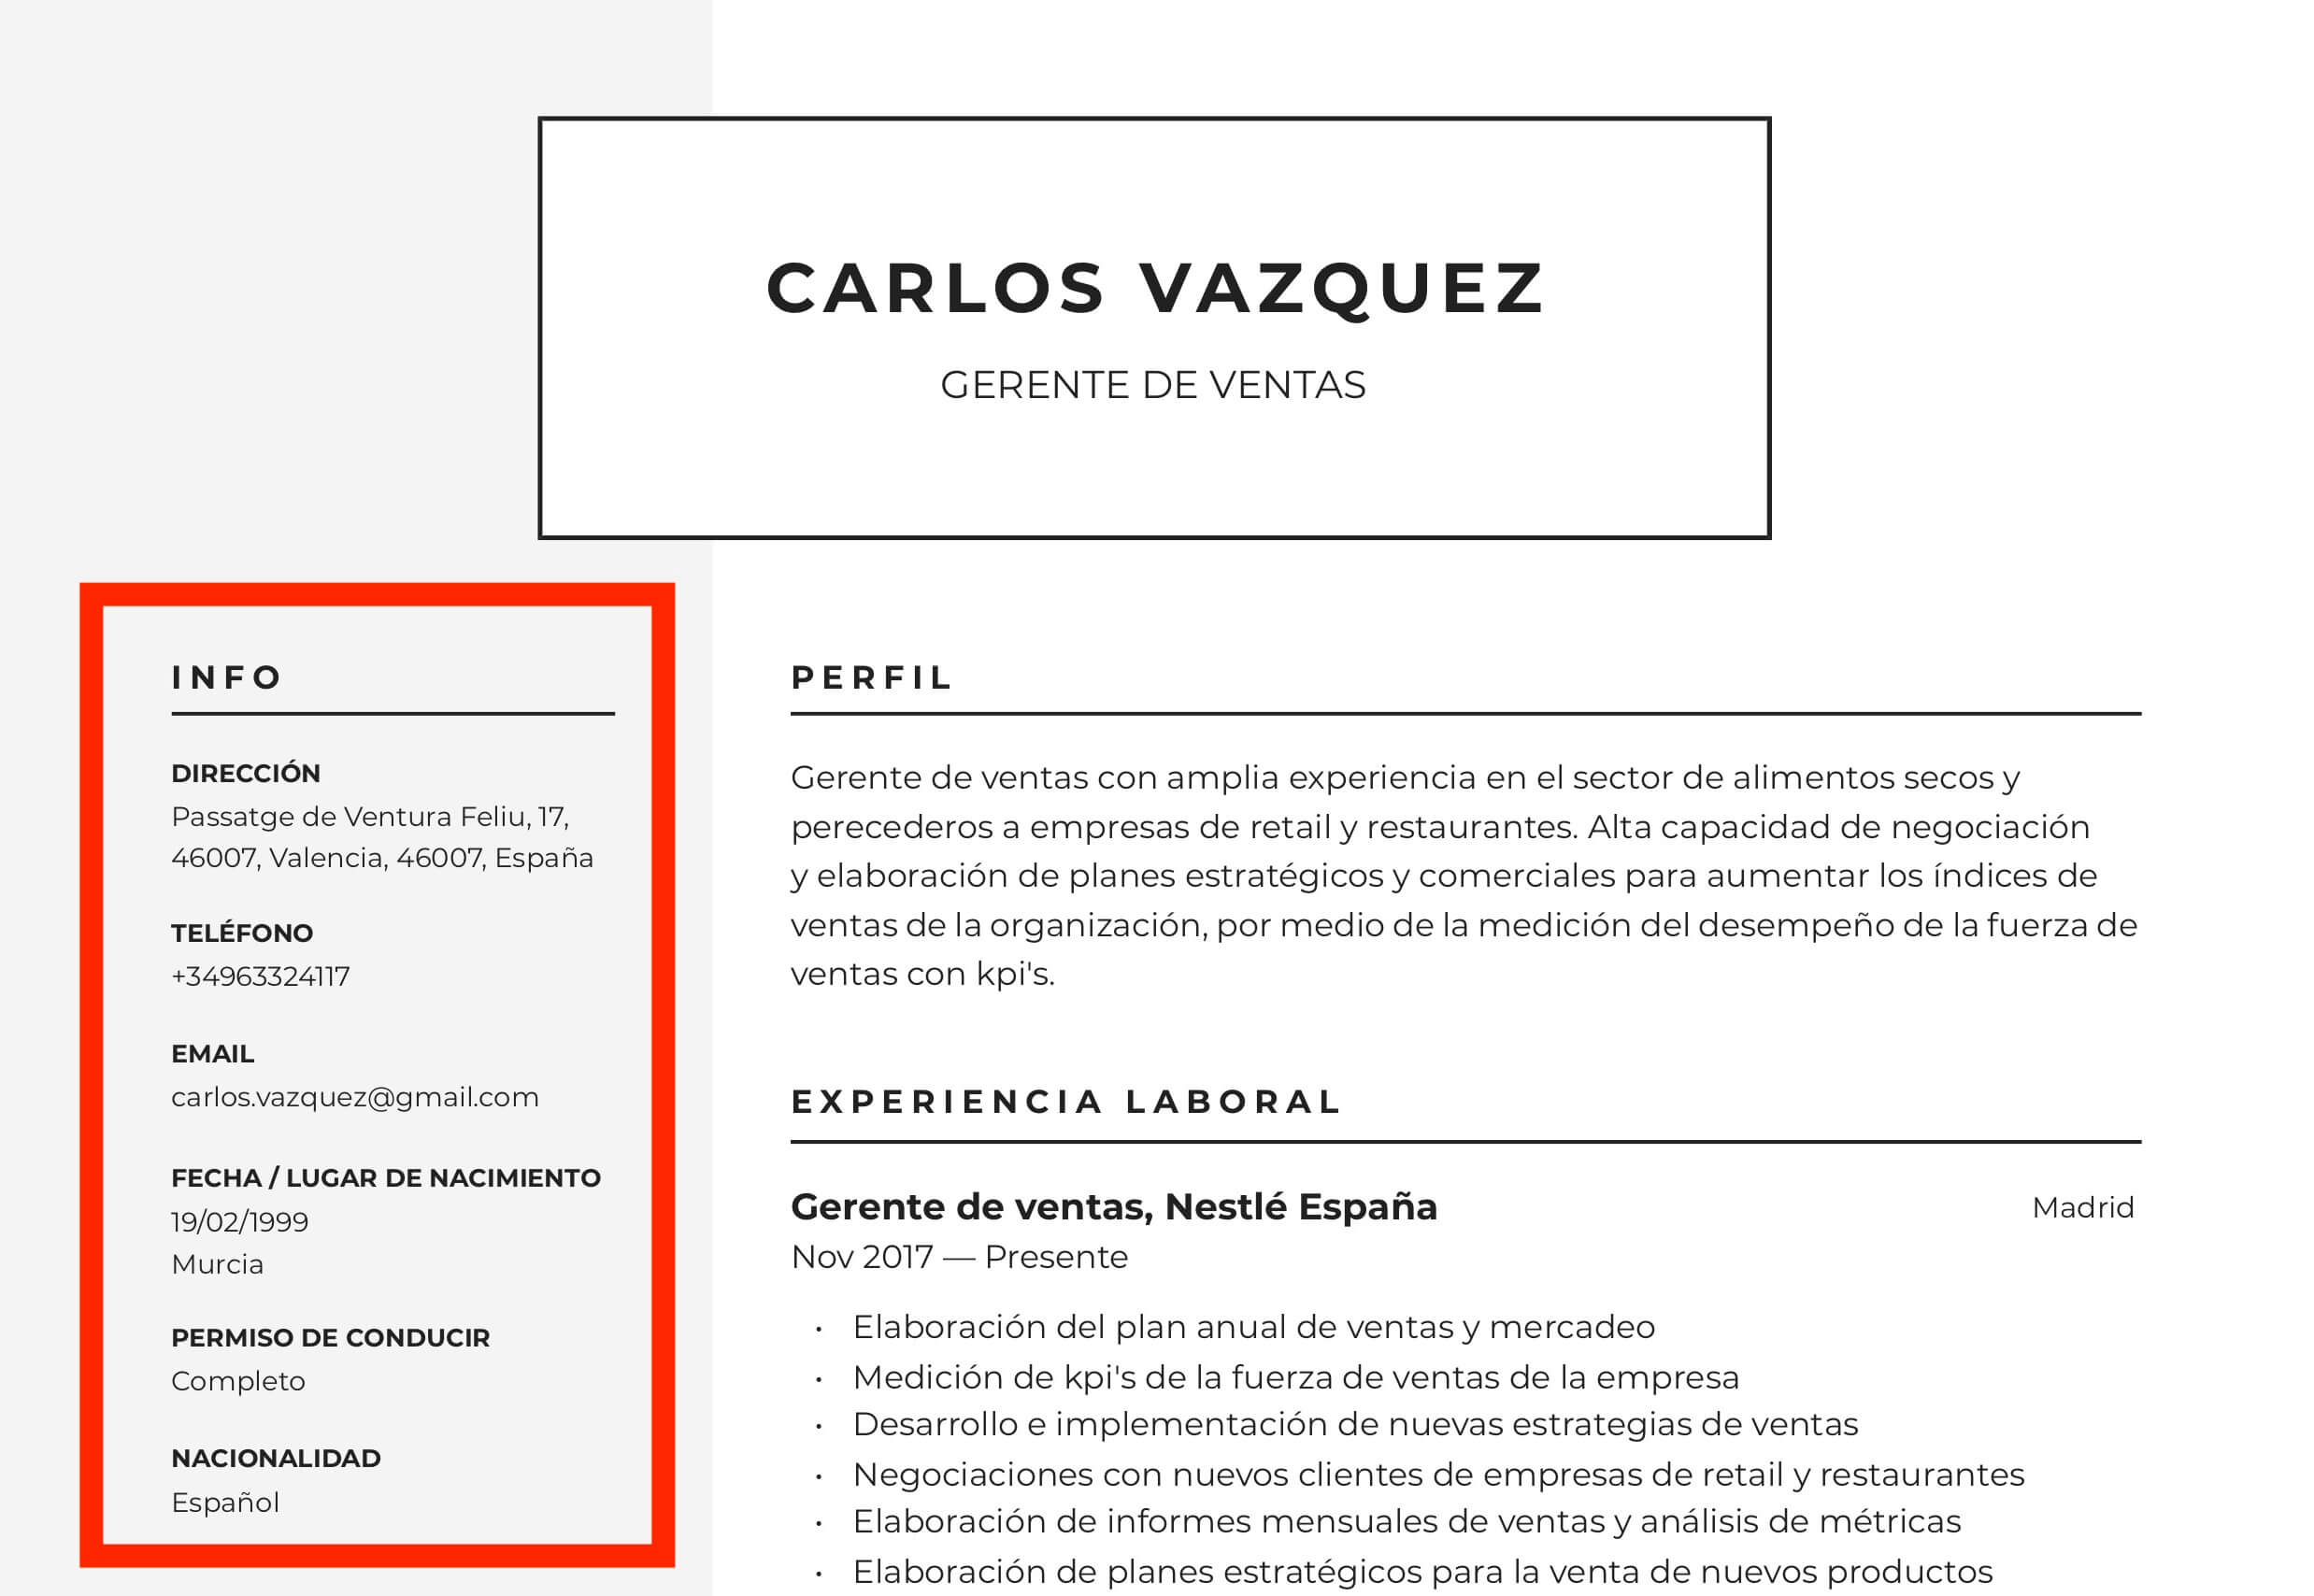 CARLOS VAZQUEZ
GERENTE DE VENTAS
INFO
DIRECCIÓN
Passatge de Ventura Feliu, 17,
46007, Valencia, 46007, España
TELÉFONO
+34963324117
EMAIL
carlos.vazquez@gmail.com
FECHA / LUGAR DE NACIMIENTO
19/02/1999
Murcia
PERMISO DE CONDUCIR
Completo
NACIONALIDAD
Español
PERFIL
Gerente de ventas con amplia experiencia en el sector de alimentos secos y
perecederos a empresas de retail y restaurantes. Alta capacidad de negociación
y elaboración de planes estratégicos y comerciales para aumentar los índices de
ventas de la organización, por medio de la medición del desempeño de la fuerza de
ventas con kpi's.
EXPERIENCIA LABORAL
Gerente de ventas, Nestlé España
Madrid
Nov 2017 — Presente
• Elaboración del plan anual de ventas y mercadeo
• Medición de kpi's de la fuerza de ventas de la empresa
• Desarrollo e implementación de nuevas estrategias de ventas
• Negociaciones con nuevos clientes de empresas de retail y restaurantes
• Elaboración de informes mensuales de ventas y análisis de métricas
• Elaboración de planes estratégicos para la venta de nuevos productos